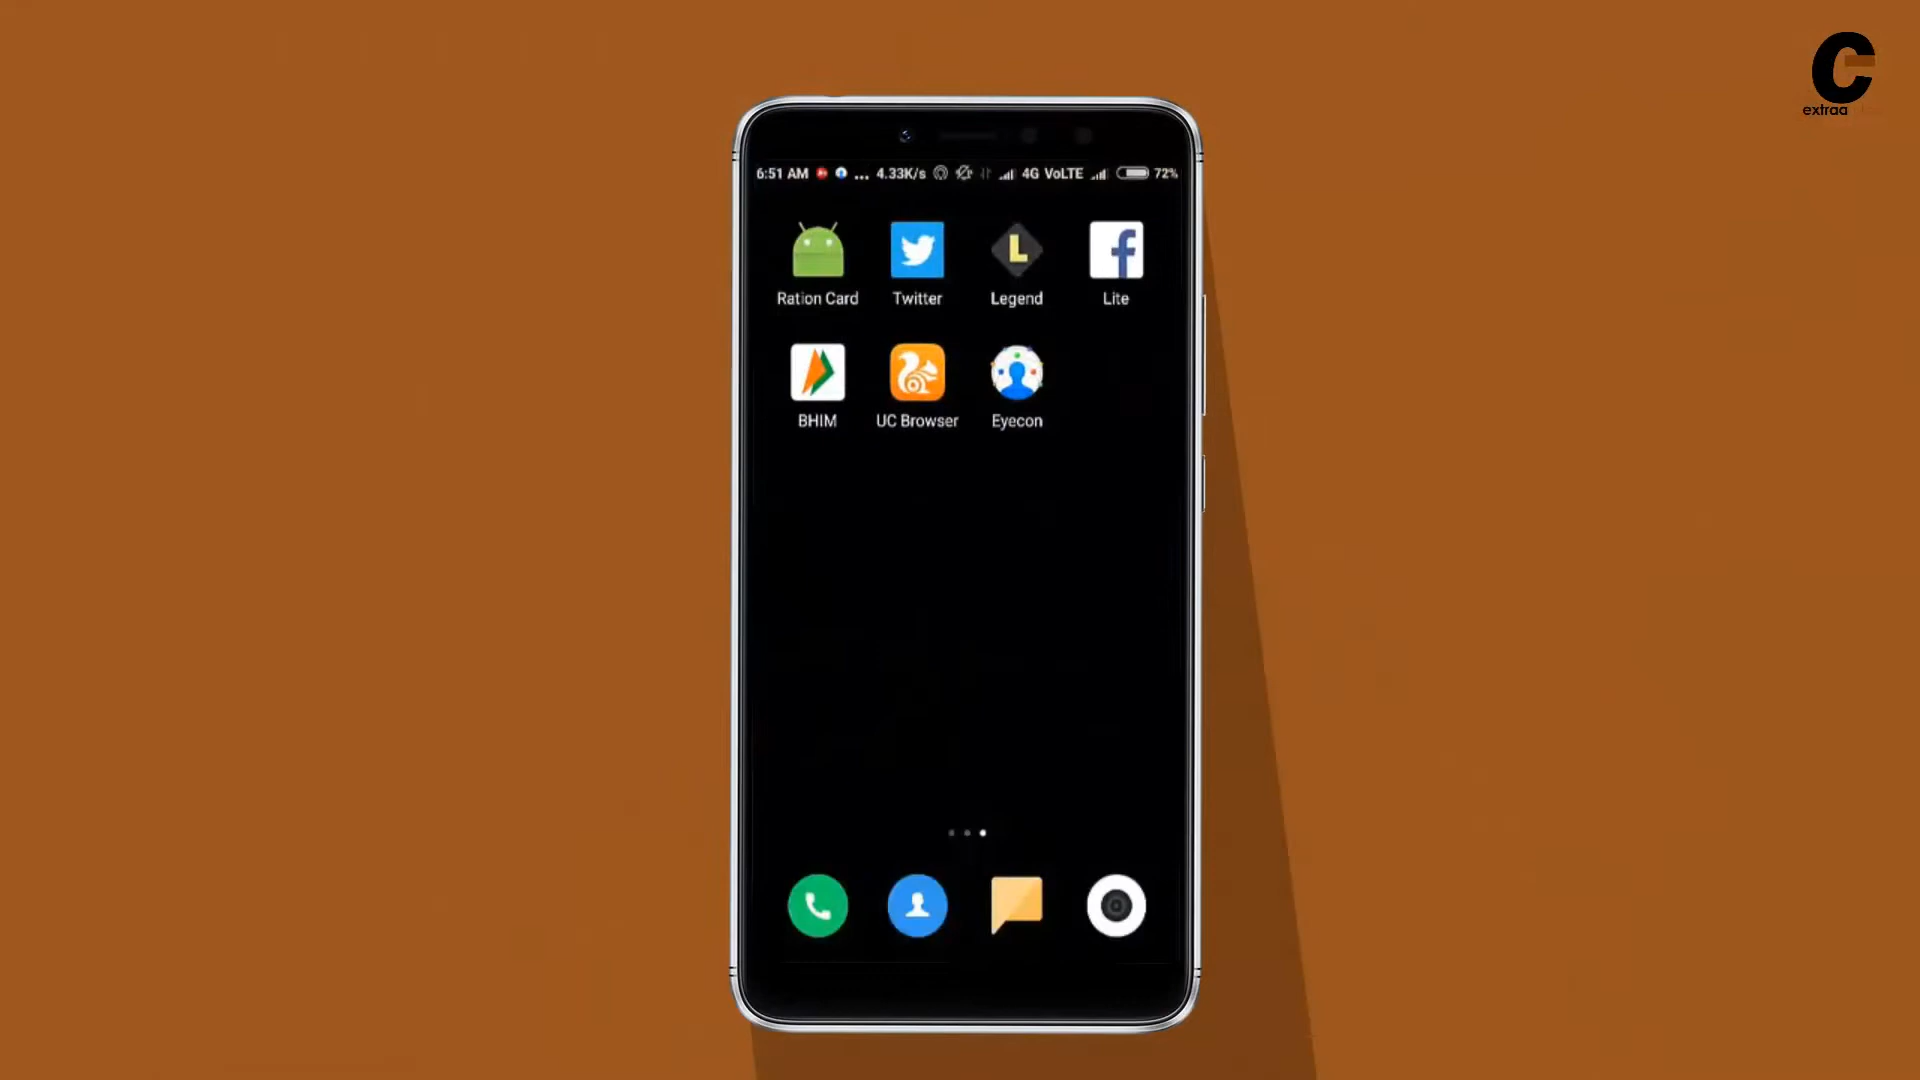 extraa
6:51 AM ... 4.33K/s 4G VoLTE 72%
Ration Card Twitter Legend Lite
BHIM UC Browser Eyecon